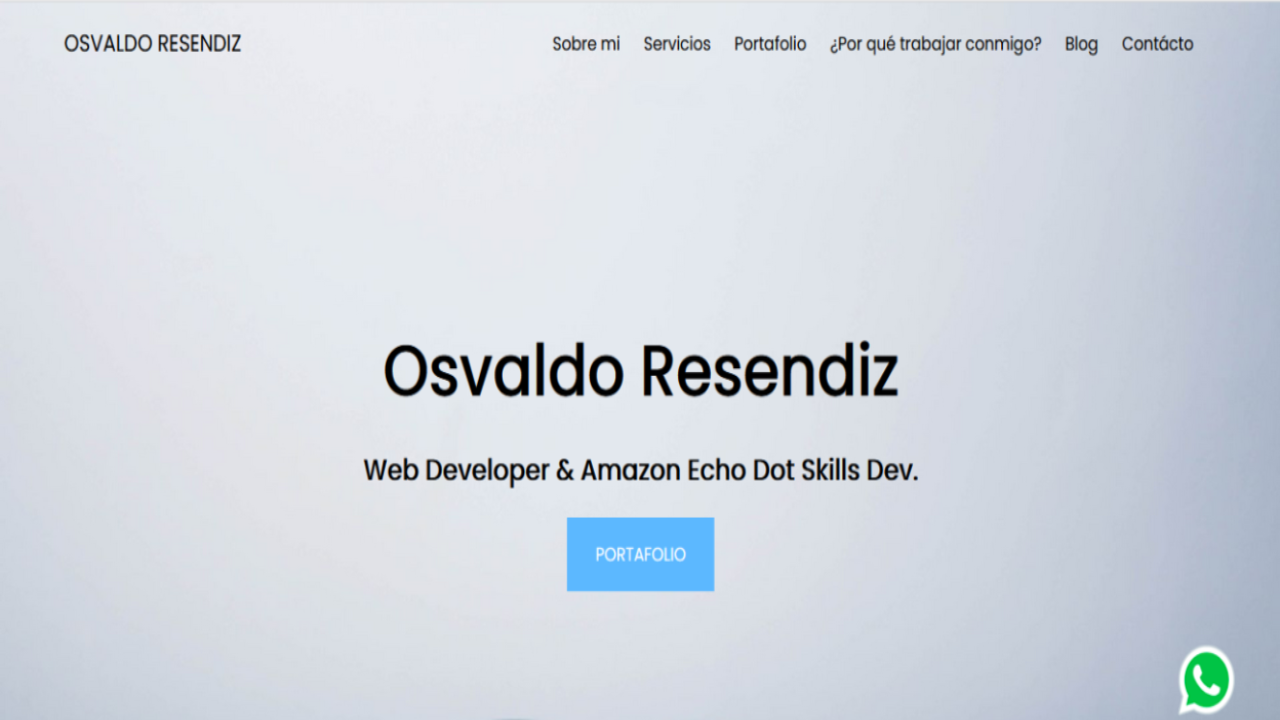 OSVALDO RESENDIZ
Sobre mi Servicios Portafolio ¿Por qué trabajar conmigo? Blog Contácto
Osvaldo Resendiz
Web Developer & Amazon Echo Dot Skills Dev.
PORTAFOLIO